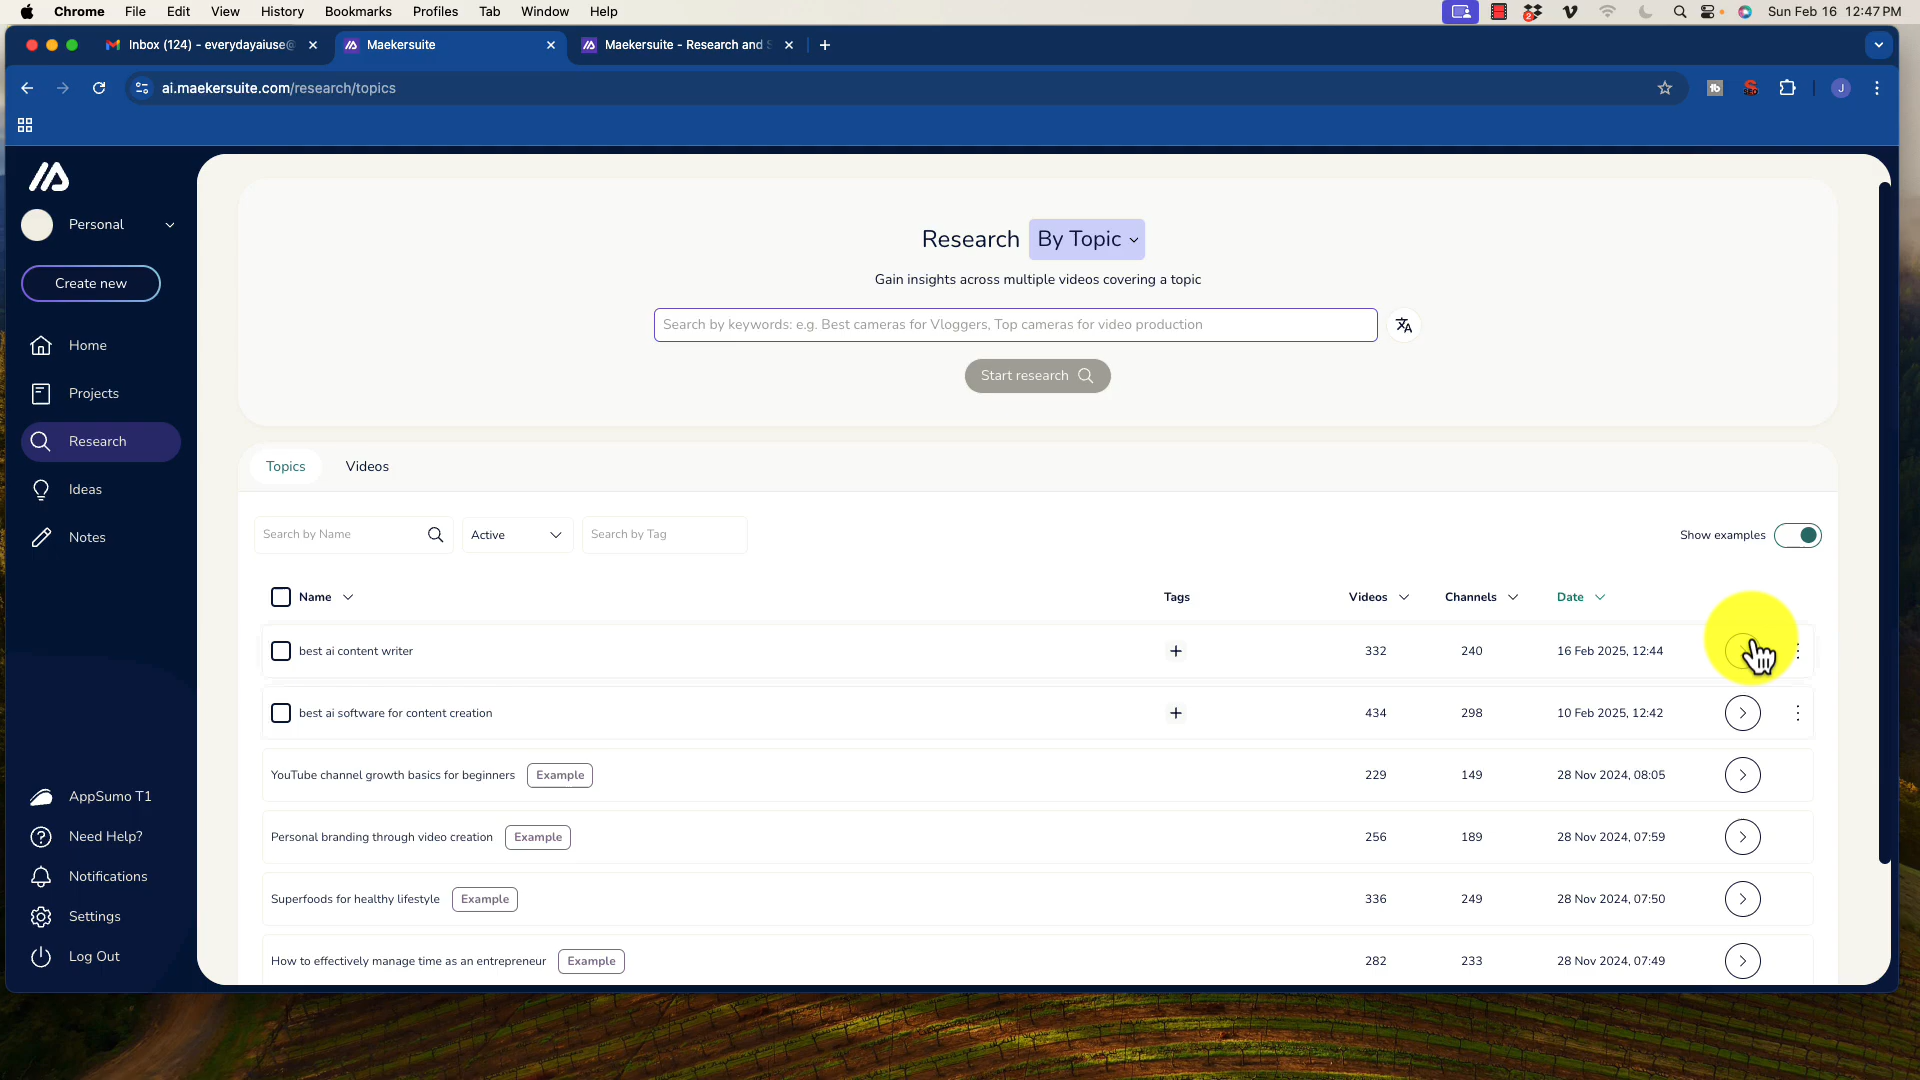 Chrome File Edit View History Bookmarks Profiles Tab Window Help 2 Sun Feb 16 12:47 PM
Inbox (124) - everydayaiuse@ Maekersuite Maekersuite - Research and S
ai.maekersuite.com/research/topics tb SEO J
Personal
Create new
Home
Projects
Research
Ideas
Notes
AppSumo T1
Need Help?
Notifications
Settings
Log Out
Research By Topic
Gain insights across multiple videos covering a topic
Search by keywords: e.g. Best cameras for Vloggers, Top cameras for video production
Start research
Topics Videos
Search by Name Active Search by Tag Show examples
Name Tags Videos Channels Date
best ai content writer + 332 240 16 Feb 2025, 12:44
best ai software for content creation + 434 298 10 Feb 2025, 12:42
YouTube channel growth basics for beginners Example 229 149 28 Nov 2024, 08:05
Personal branding through video creation Example 256 189 28 Nov 2024, 07:59
Superfoods for healthy lifestyle Example 336 249 28 Nov 2024, 07:50
How to effectively manage time as an entrepreneur Example 282 233 28 Nov 2024, 07:49